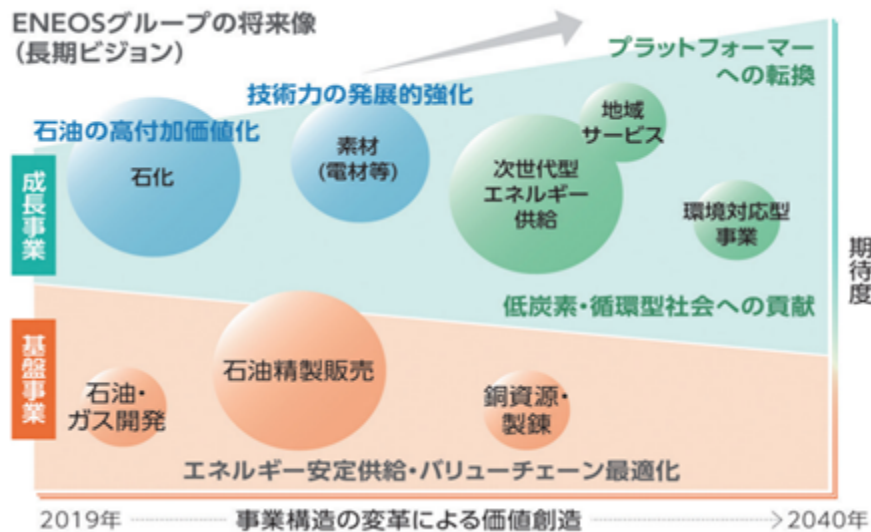 ENEOSグループの将来像
(長期ビジョン)
プラットフォーマー
への転換
技術力の発展的強化
石油の高付加価値化
地域
サービス
素材
(電材等)
石化
次世代型
エネルギー
供給
環境対応型
事業
成長事業
期待度
低炭素・循環型社会への貢献
基盤事業
石油精製販売
石油・
ガス開発
銅資源・
製錬
エネルギー安定供給・バリューチェーン最適化
2019年 事業構造の変革による価値創造 2040年